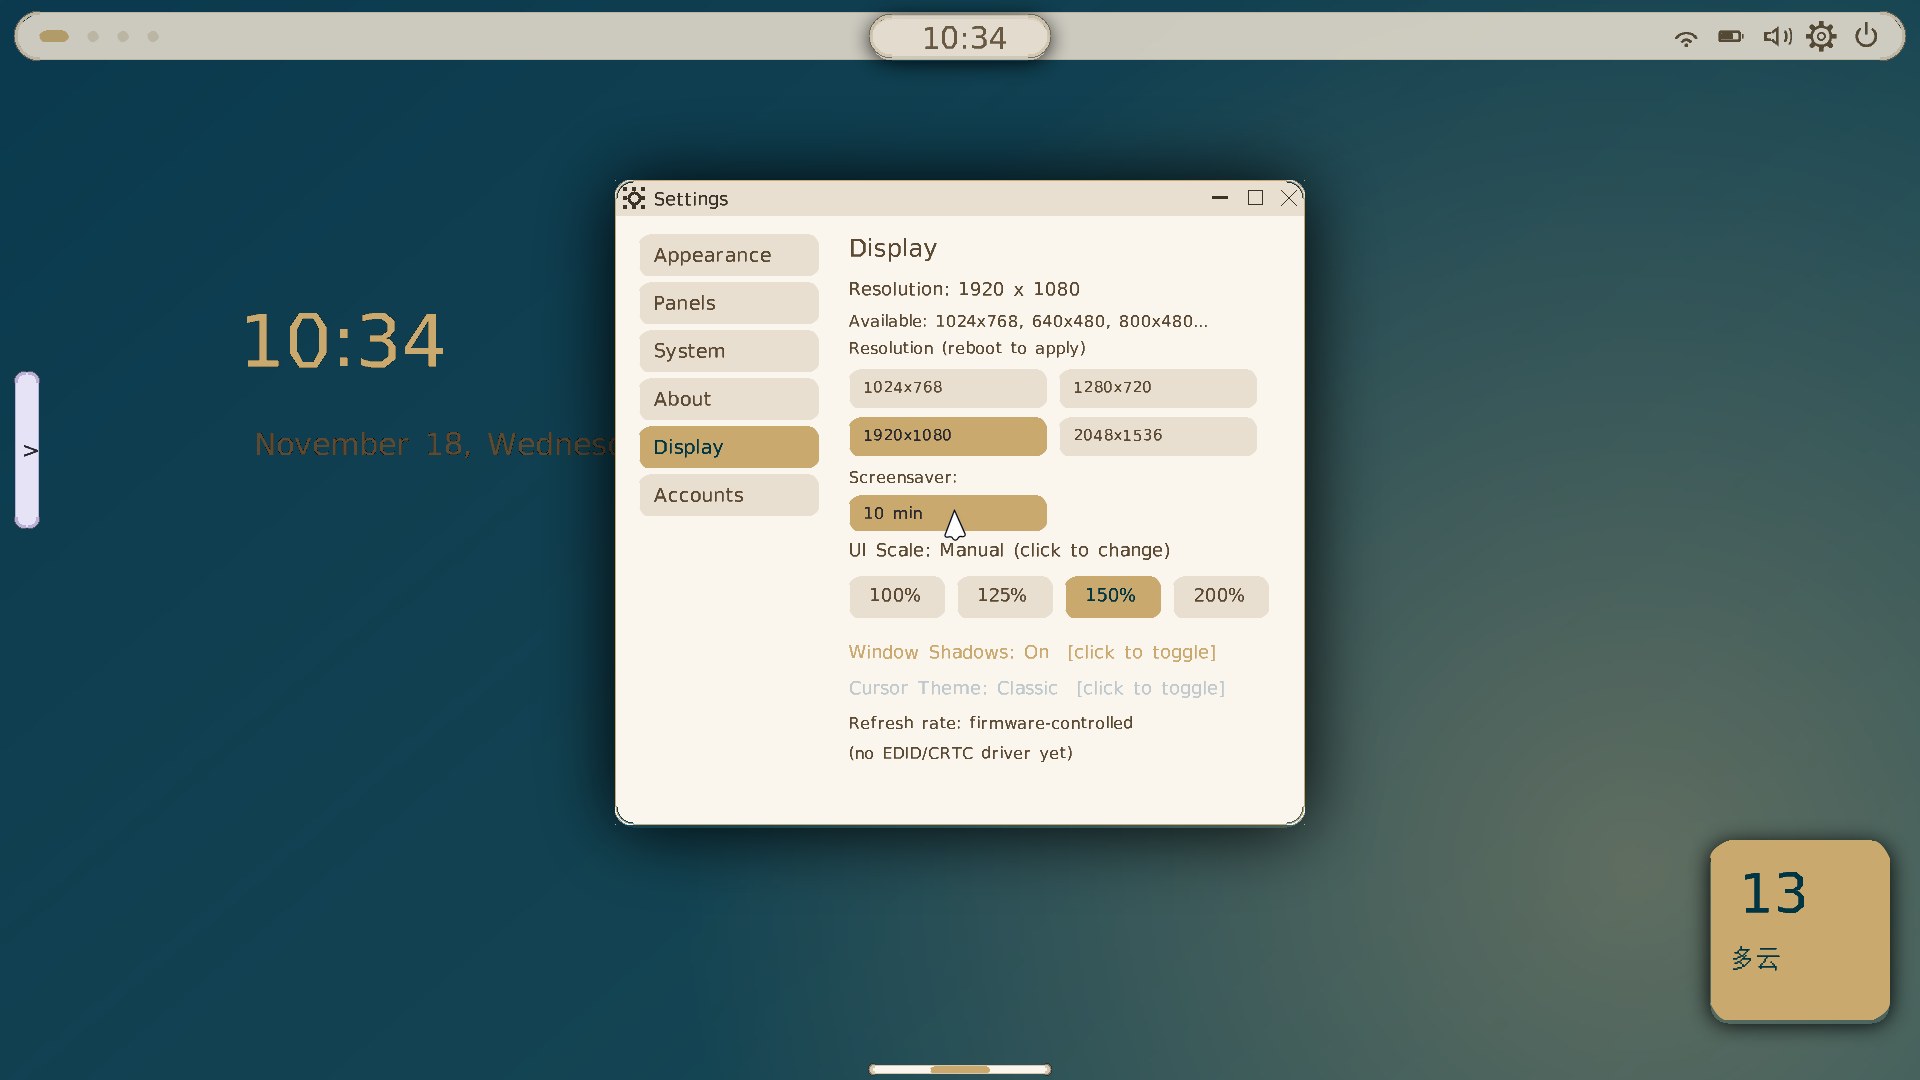 10:34
10:34
November 18,
>
Settings
Appearance
Panels
System
About
Display
Accounts
Display
Resolution: 1920 x 1080
Available: 1024x768, 640x480, 800x480...
Resolution (reboot to apply)
1024x768 1280x720
1920x1080 2048x1536
Screensaver:
10 min
UI Scale: Manual (click to change)
100% 125% 150% 200%
Window Shadows: On [click to toggle]
Cursor Theme: Classic [click to toggle]
Refresh rate: firmware-controlled
(no EDID/CRTC driver yet)
13
多云